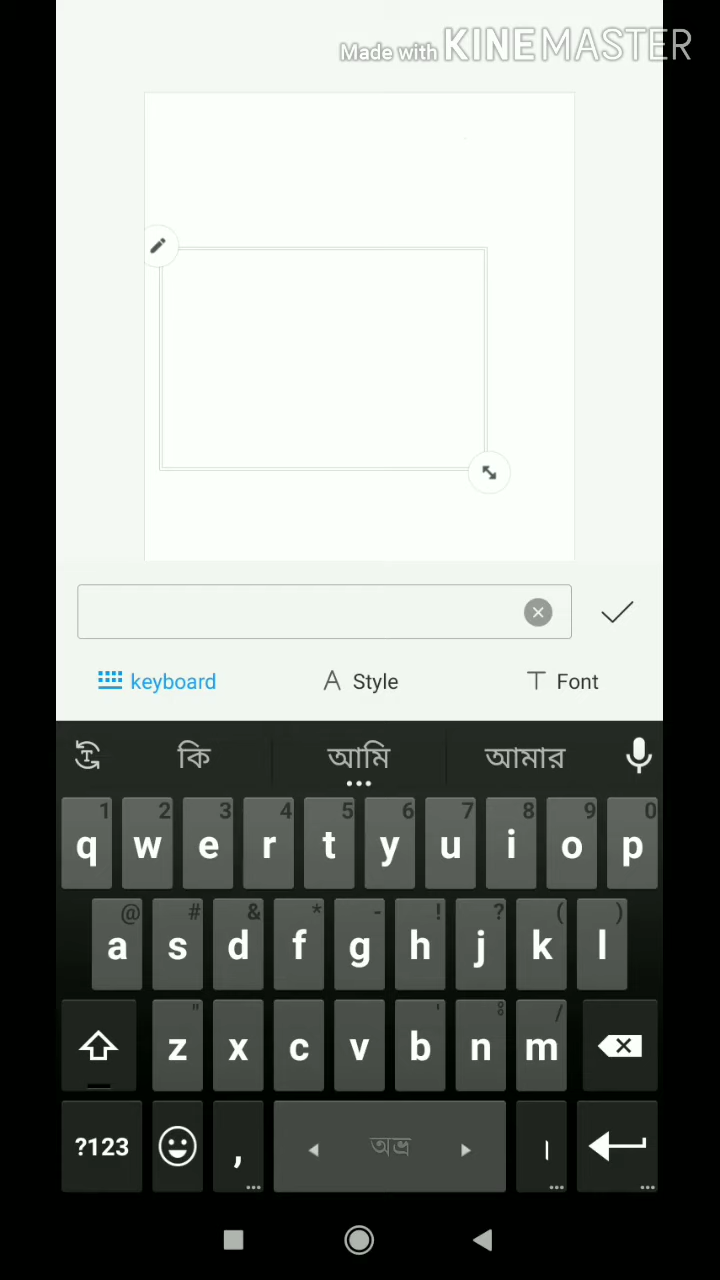 Made with KINEMASTER
keyboard Style Font
কি আমি আমার
1 2 3 4 5 6 7 8 9 0
q w e r t y u i o p
@ # & * - ! ? ( )
a s d f g h j k l
" ' ः /
z x c v b n m
?123 , অভ্র ।